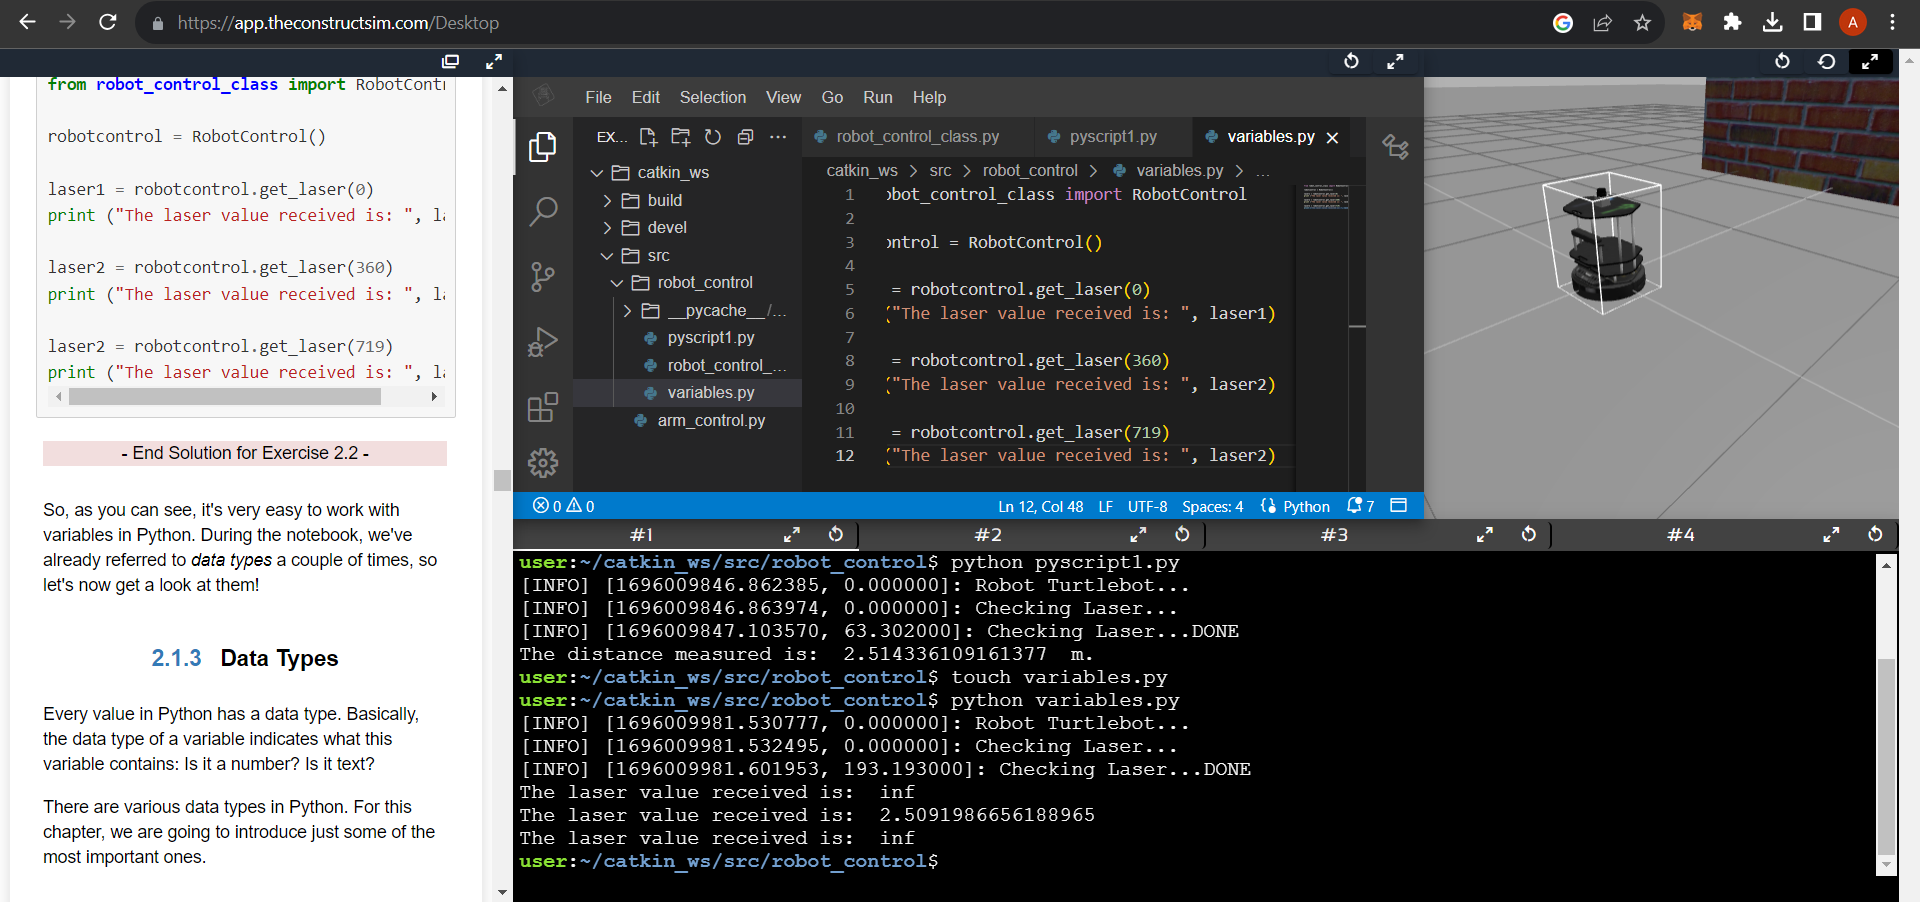 https://app.theconstructsim.com/Desktop
A
from robot_control_class import RobotContr
robotcontrol = RobotControl()
laser1 = robotcontrol.get_laser(0)
print ("The laser value received is: ", la
laser2 = robotcontrol.get_laser(360)
print ("The laser value received is: ", la
laser2 = robotcontrol.get_laser(719)
print ("The laser value received is: ", la
- End Solution for Exercise 2.2 -
So, as you can see, it's very easy to work with
variables in Python. During the notebook, we've
already referred to data types a couple of times, so
let's now get a look at them!
2.1.3 Data Types
Every value in Python has a data type. Basically,
the data type of a variable indicates what this
variable contains: Is it a number? Is it text?
There are various data types in Python. For this
chapter, we are going to introduce just some of the
most important ones.
File Edit Selection View Go Run Help
EX...
catkin_ws
build
devel
src
robot_control
__pycache__ /...
pyscript1.py
robot_control_...
variables.py
arm_control.py
robot_control_class.py pyscript1.py variables.py
catkin_ws > src > robot_control > variables.py > ...
1 obot_control_class import RobotControl
2
3 ontrol = RobotControl()
4
5 = robotcontrol.get_laser(0)
6 ("The laser value received is: ", laser1)
7
8 = robotcontrol.get_laser(360)
9 ("The laser value received is: ", laser2)
10
11 = robotcontrol.get_laser(719)
12 ("The laser value received is: ", laser2)
0 0 Ln 12, Col 48 LF UTF-8 Spaces: 4 Python 7
#1 #2 #3 #4
user:~/catkin_ws/src/robot_control$ python pyscript1.py
[INFO] [1696009846.862385, 0.000000]: Robot Turtlebot...
[INFO] [1696009846.863974, 0.000000]: Checking Laser...
[INFO] [1696009847.103570, 63.302000]: Checking Laser...DONE
The distance measured is:  2.514336109161377  m.
user:~/catkin_ws/src/robot_control$ touch variables.py
user:~/catkin_ws/src/robot_control$ python variables.py
[INFO] [1696009981.530777, 0.000000]: Robot Turtlebot...
[INFO] [1696009981.532495, 0.000000]: Checking Laser...
[INFO] [1696009981.601953, 193.193000]: Checking Laser...DONE
The laser value received is:  inf
The laser value received is:  2.5091986656188965
The laser value received is:  inf
user:~/catkin_ws/src/robot_control$